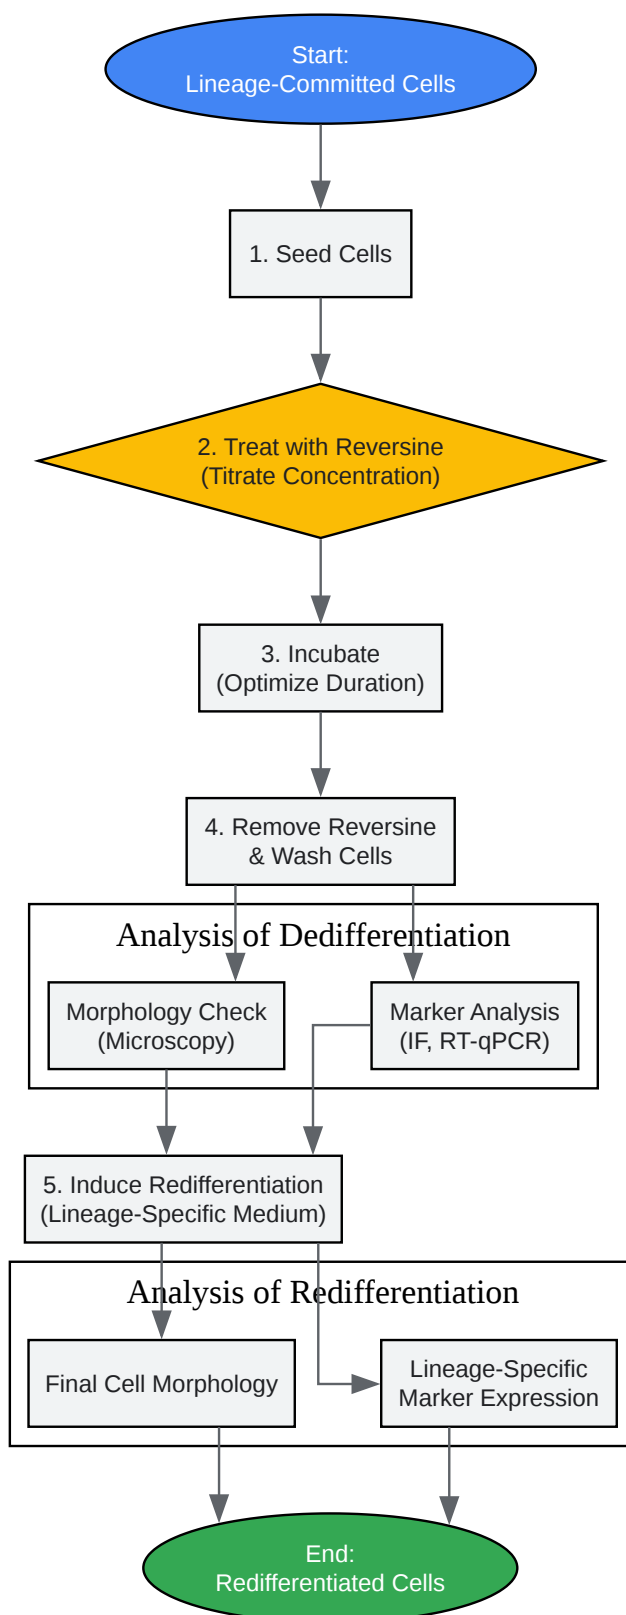 Start:
Lineage-Committed Cells
1. Seed Cells
2. Treat with Reversine
(Titrate Concentration)
3. Incubate
(Optimize Duration)
4. Remove Reversine
& Wash Cells
Analysis of Dedifferentiation
Morphology Check
(Microscopy)
Marker Analysis
(IF, RT-qPCR)
5. Induce Redifferentiation
(Lineage-Specific Medium)
Analysis of Redifferentiation
Final Cell Morphology
Lineage-Specific
Marker Expression
End:
Redifferentiated Cells